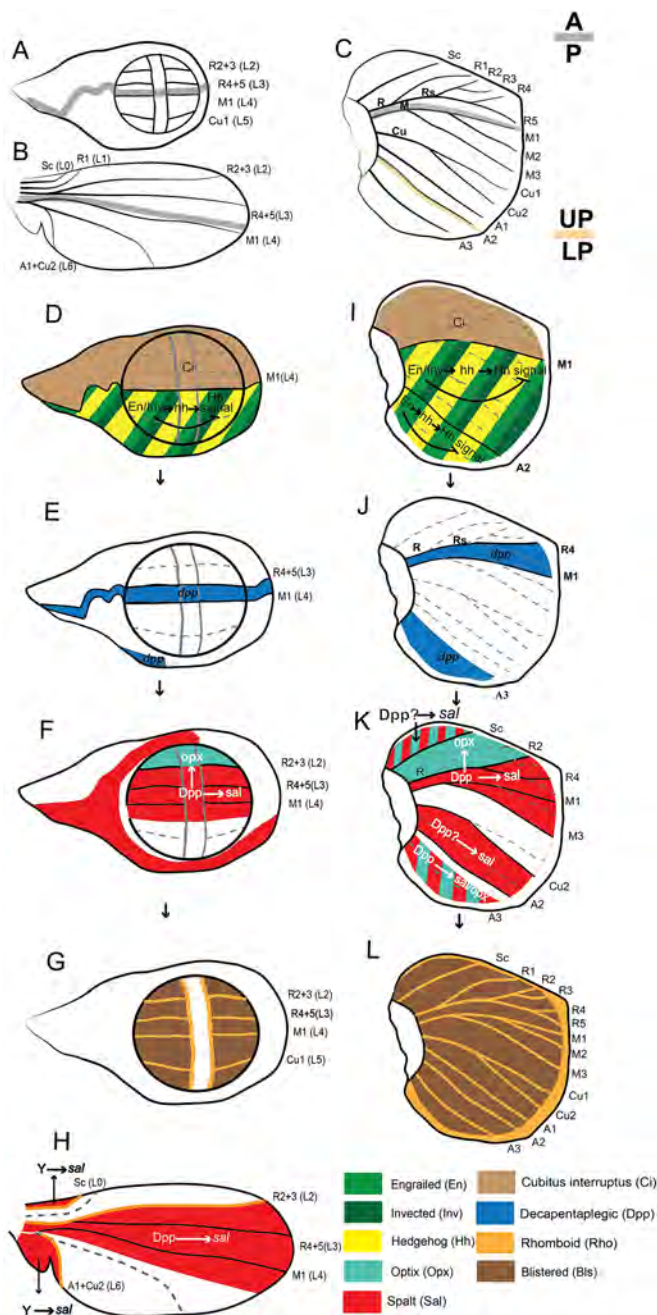 A
R2+3 (L2)
R4+5 (L3)
M1 (L4)
Cu1 (L5)
B
Sc (L0)
R1 (L1)
R2+3 (L2)
R4+5(L3)
M1 (L4)
A1+Cu2 (L6)
C
Sc
R1
R2
R3
R4
R5
M1
M2
M3
Cu1
Cu2
A1
A2
A3
R
M
Rs
Cu
A
P
UP
LP
D
Ci
M1(L4)
En/Inv→hh→Hh
signal
I
Ci
M1
En/Inv→hh→Hh signal
En→hh→Hh signal
A2
E
R4+5(L3)
M1 (L4)
dpp
dpp
J
R
Rs
dpp
R4
M1
dpp
A3
F
opx
Dpp→sal
R2+3 (L2)
R4+5(L3)
M1 (L4)
Dpp?→sal
K
Sc
opx
R2
R
Dpp→sal
R4
M1
M3
Dpp?→sal
Cu2
Dpp→sal/opx
A2
A3
G
R2+3 (L2)
R4+5(L3)
M1 (L4)
Cu1 (L5)
L
Sc
R1
R2
R3
R4
R5
M1
M2
M3
Cu1
Cu2
A1
A2
A3
H
Y→sal
Sc (L0)
R2+3 (L2)
Dpp→sal
R4+5(L3)
M1 (L4)
A1+Cu2 (L6)
Y→sal
Engrailed (En)
Invected (Inv)
Hedgehog (Hh)
Optix (Opx)
Spalt (Sal)
Cubitus interruptus (Ci)
Decapentaplegic (Dpp)
Rhomboid (Rho)
Blistered (Bls)